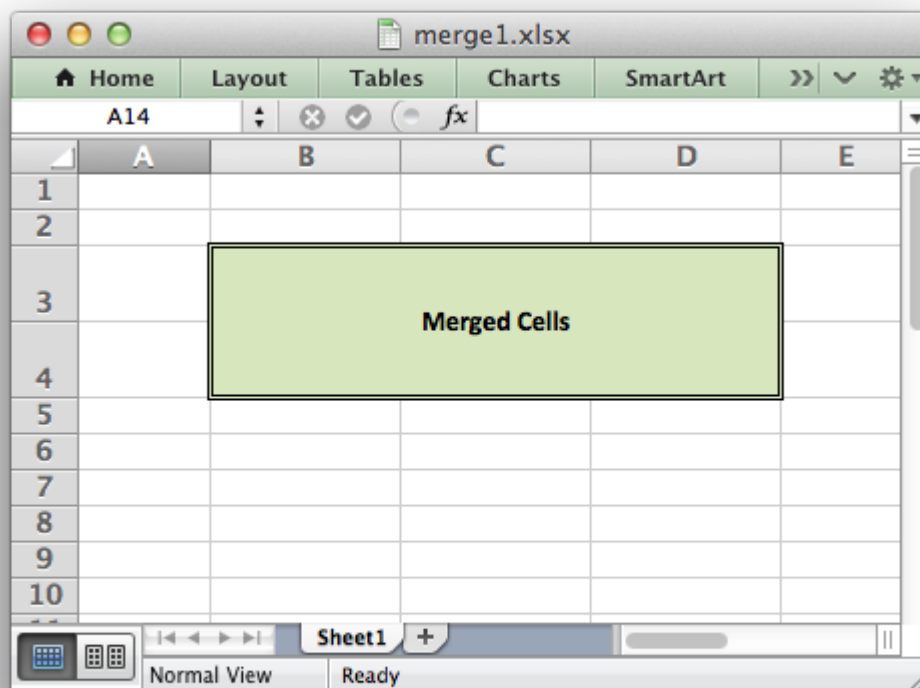 merge1.xlsx
Home Layout Tables Charts SmartArt
A14 fx
A B C D E
1
2
3
Merged Cells
4
5
6
7
8
9
10
Sheet1 +
Normal View Ready